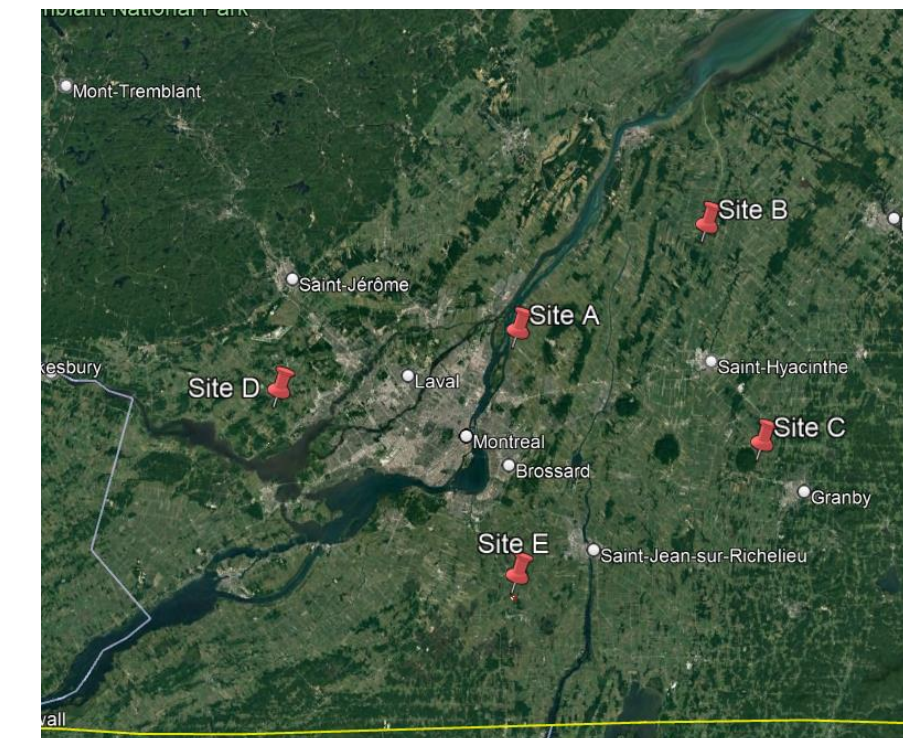 Mont-Tremblant
Site B
Saint-Jérôme
Site A
kesbury
Saint-Hyacinthe
Site D
Laval
Site C
Montreal
Brossard
Granby
Site E
Saint-Jean-sur-Richelieu